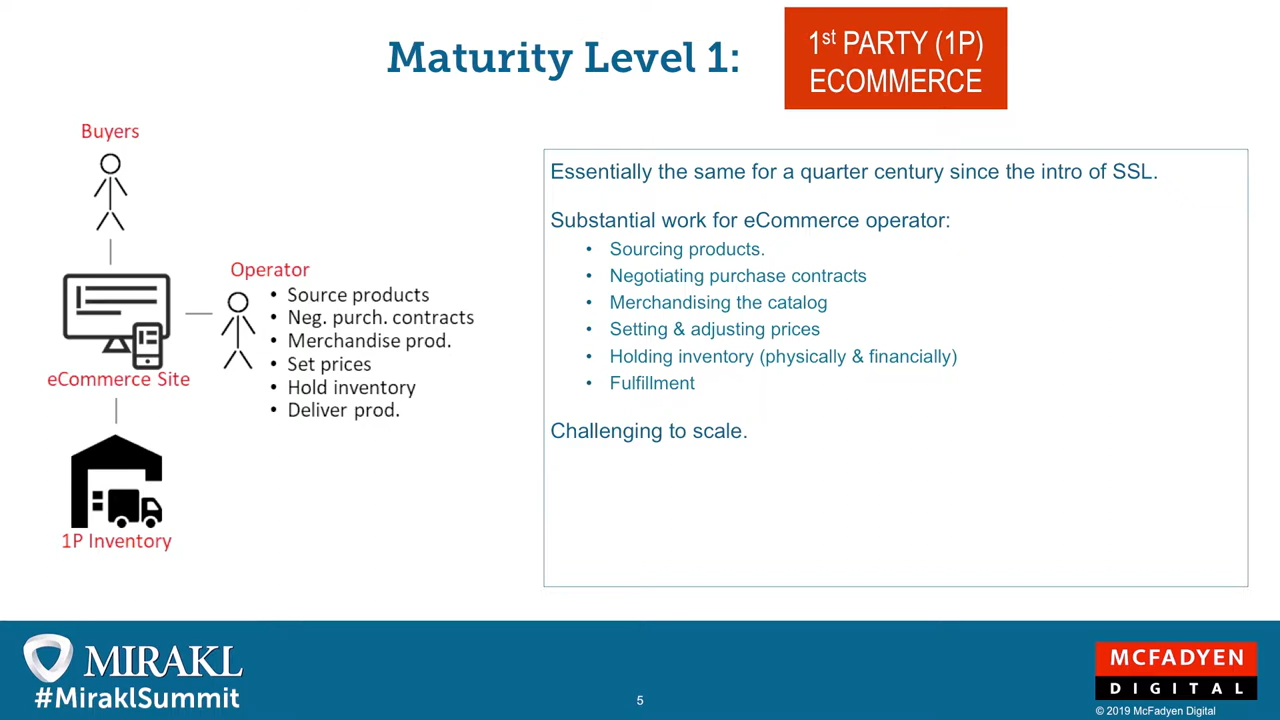 Maturity Level 1:
1st PARTY (1P)
ECOMMERCE
Buyers
eCommerce Site
1P Inventory
Operator
• Source products
• Neg. purch. contracts
• Merchandise prod.
• Set prices
• Hold inventory
• Deliver prod.
Essentially the same for a quarter century since the intro of SSL.
Substantial work for eCommerce operator:
• Sourcing products.
• Negotiating purchase contracts
• Merchandising the catalog
• Setting & adjusting prices
• Holding inventory (physically & financially)
• Fulfillment
Challenging to scale.
MIRAKL
#MiraklSummit
5
MCFADYEN
DIGITAL
© 2019 McFadyen Digital